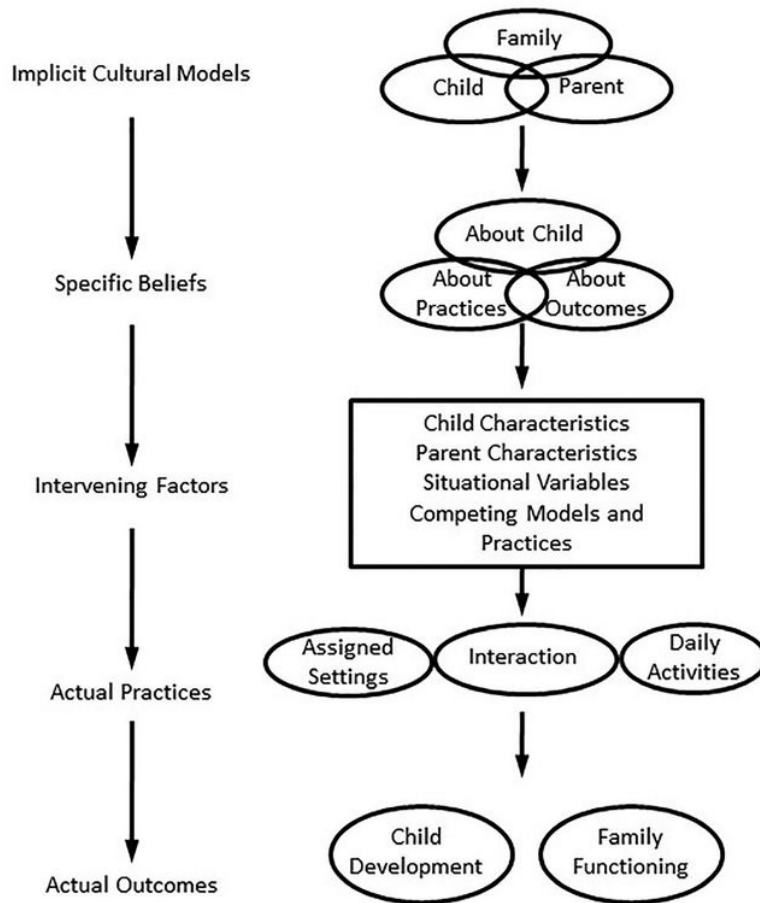 Family
Implicit Cultural Models
Child
Parent
About Child
Specific Beliefs
About
Practices
About
Outcomes
Child Characteristics
Parent Characteristics
Situational Variables
Competing Models and
Practices
Intervening Factors
Assigned
Settings
Interaction
Daily
Activities
Actual Practices
Child
Development
Family
Functioning
Actual Outcomes